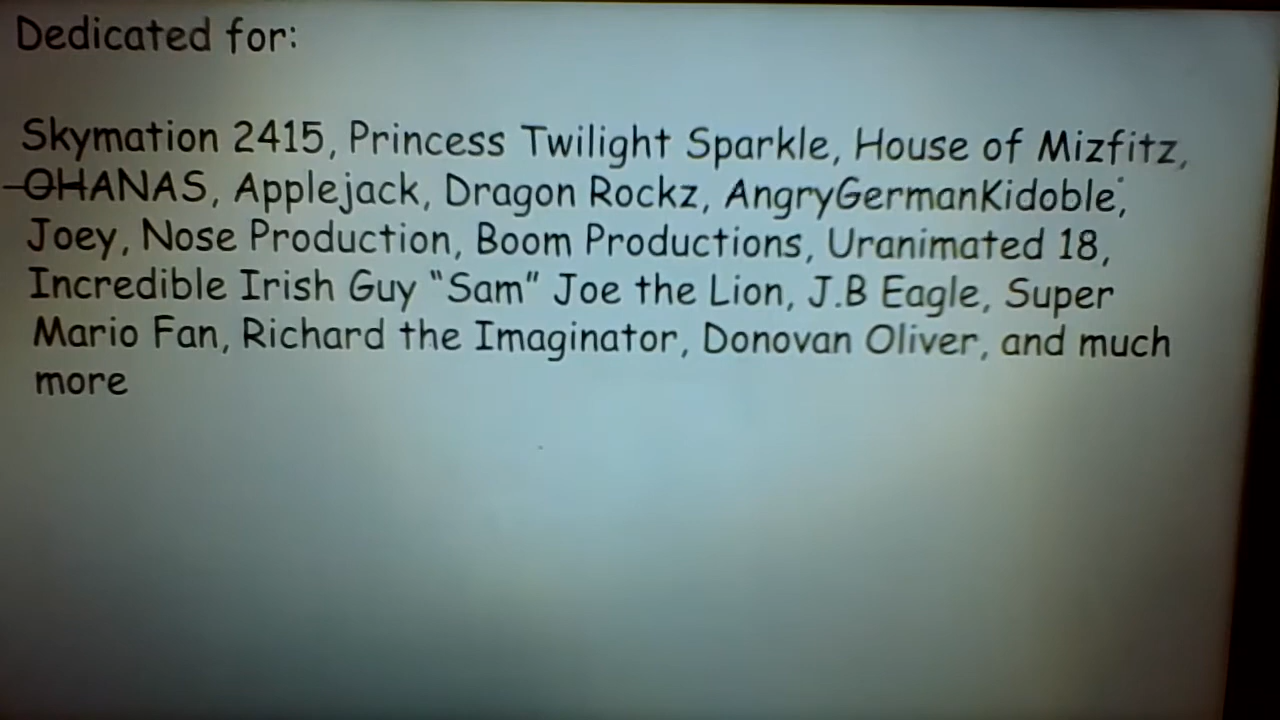 Dedicated for:
Skymation 2415, Princess Twilight Sparkle, House of Mizfitz,
OHANAS, Applejack, Dragon Rockz, AngryGermanKidoble,
Joey, Nose Production, Boom Productions, Uranimated 18,
Incredible Irish Guy “Sam” Joe the Lion, J.B Eagle, Super
Mario Fan, Richard the Imaginator, Donovan Oliver, and much
more